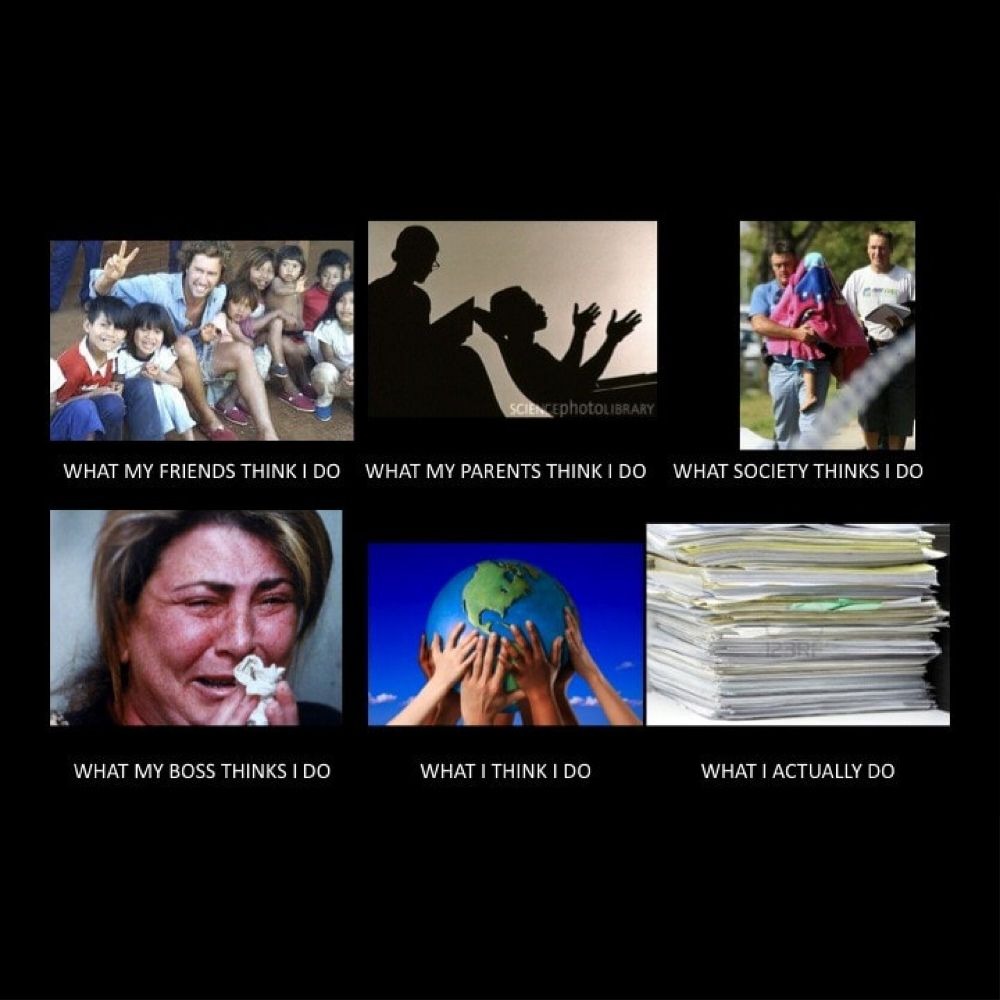 SCIENCEphotoLIBRARY
WHAT MY FRIENDS THINK I DO
WHAT MY PARENTS THINK I DO
WHAT SOCIETY THINKS I DO
123RF
WHAT MY BOSS THINKS I DO
WHAT I THINK I DO
WHAT I ACTUALLY DO